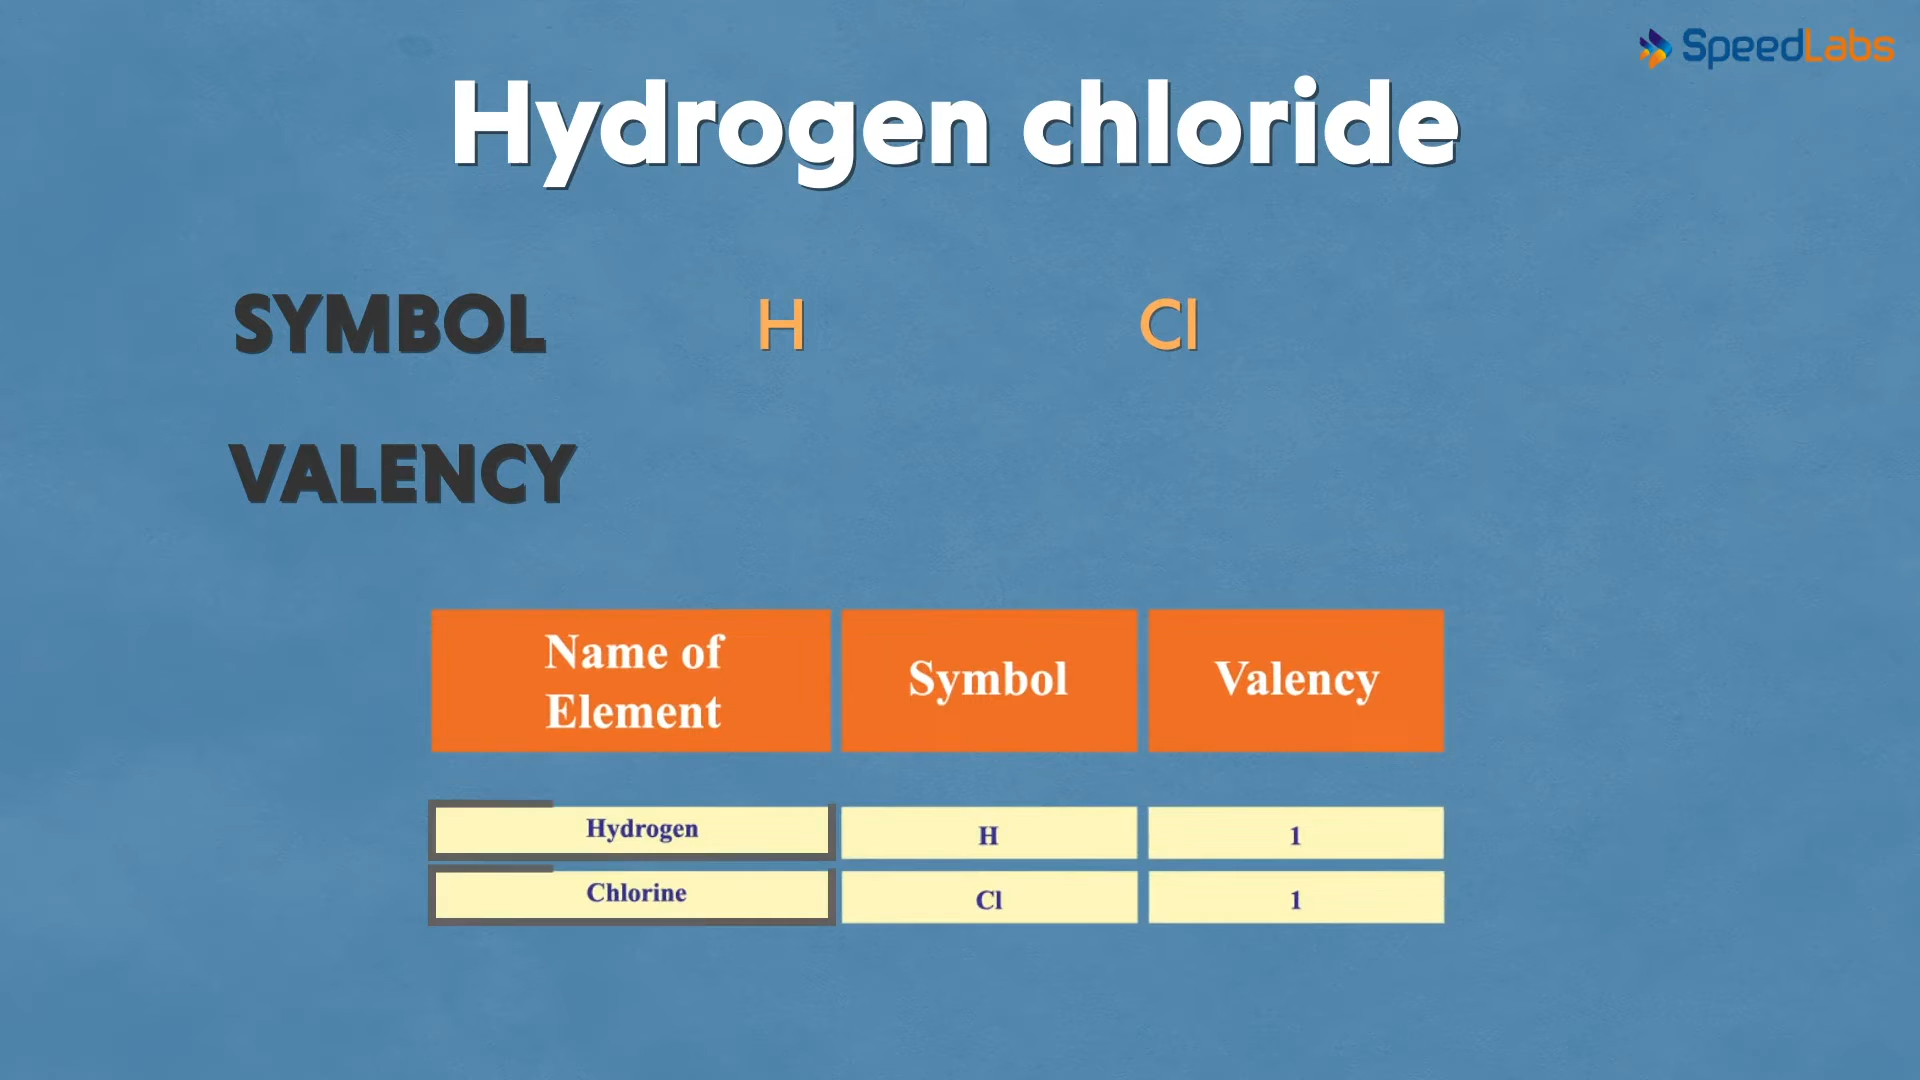 SpeedLabs
Hydrogen chloride
SYMBOL H Cl
VALENCY
Name of Element Symbol Valency
Hydrogen H 1
Chlorine Cl 1